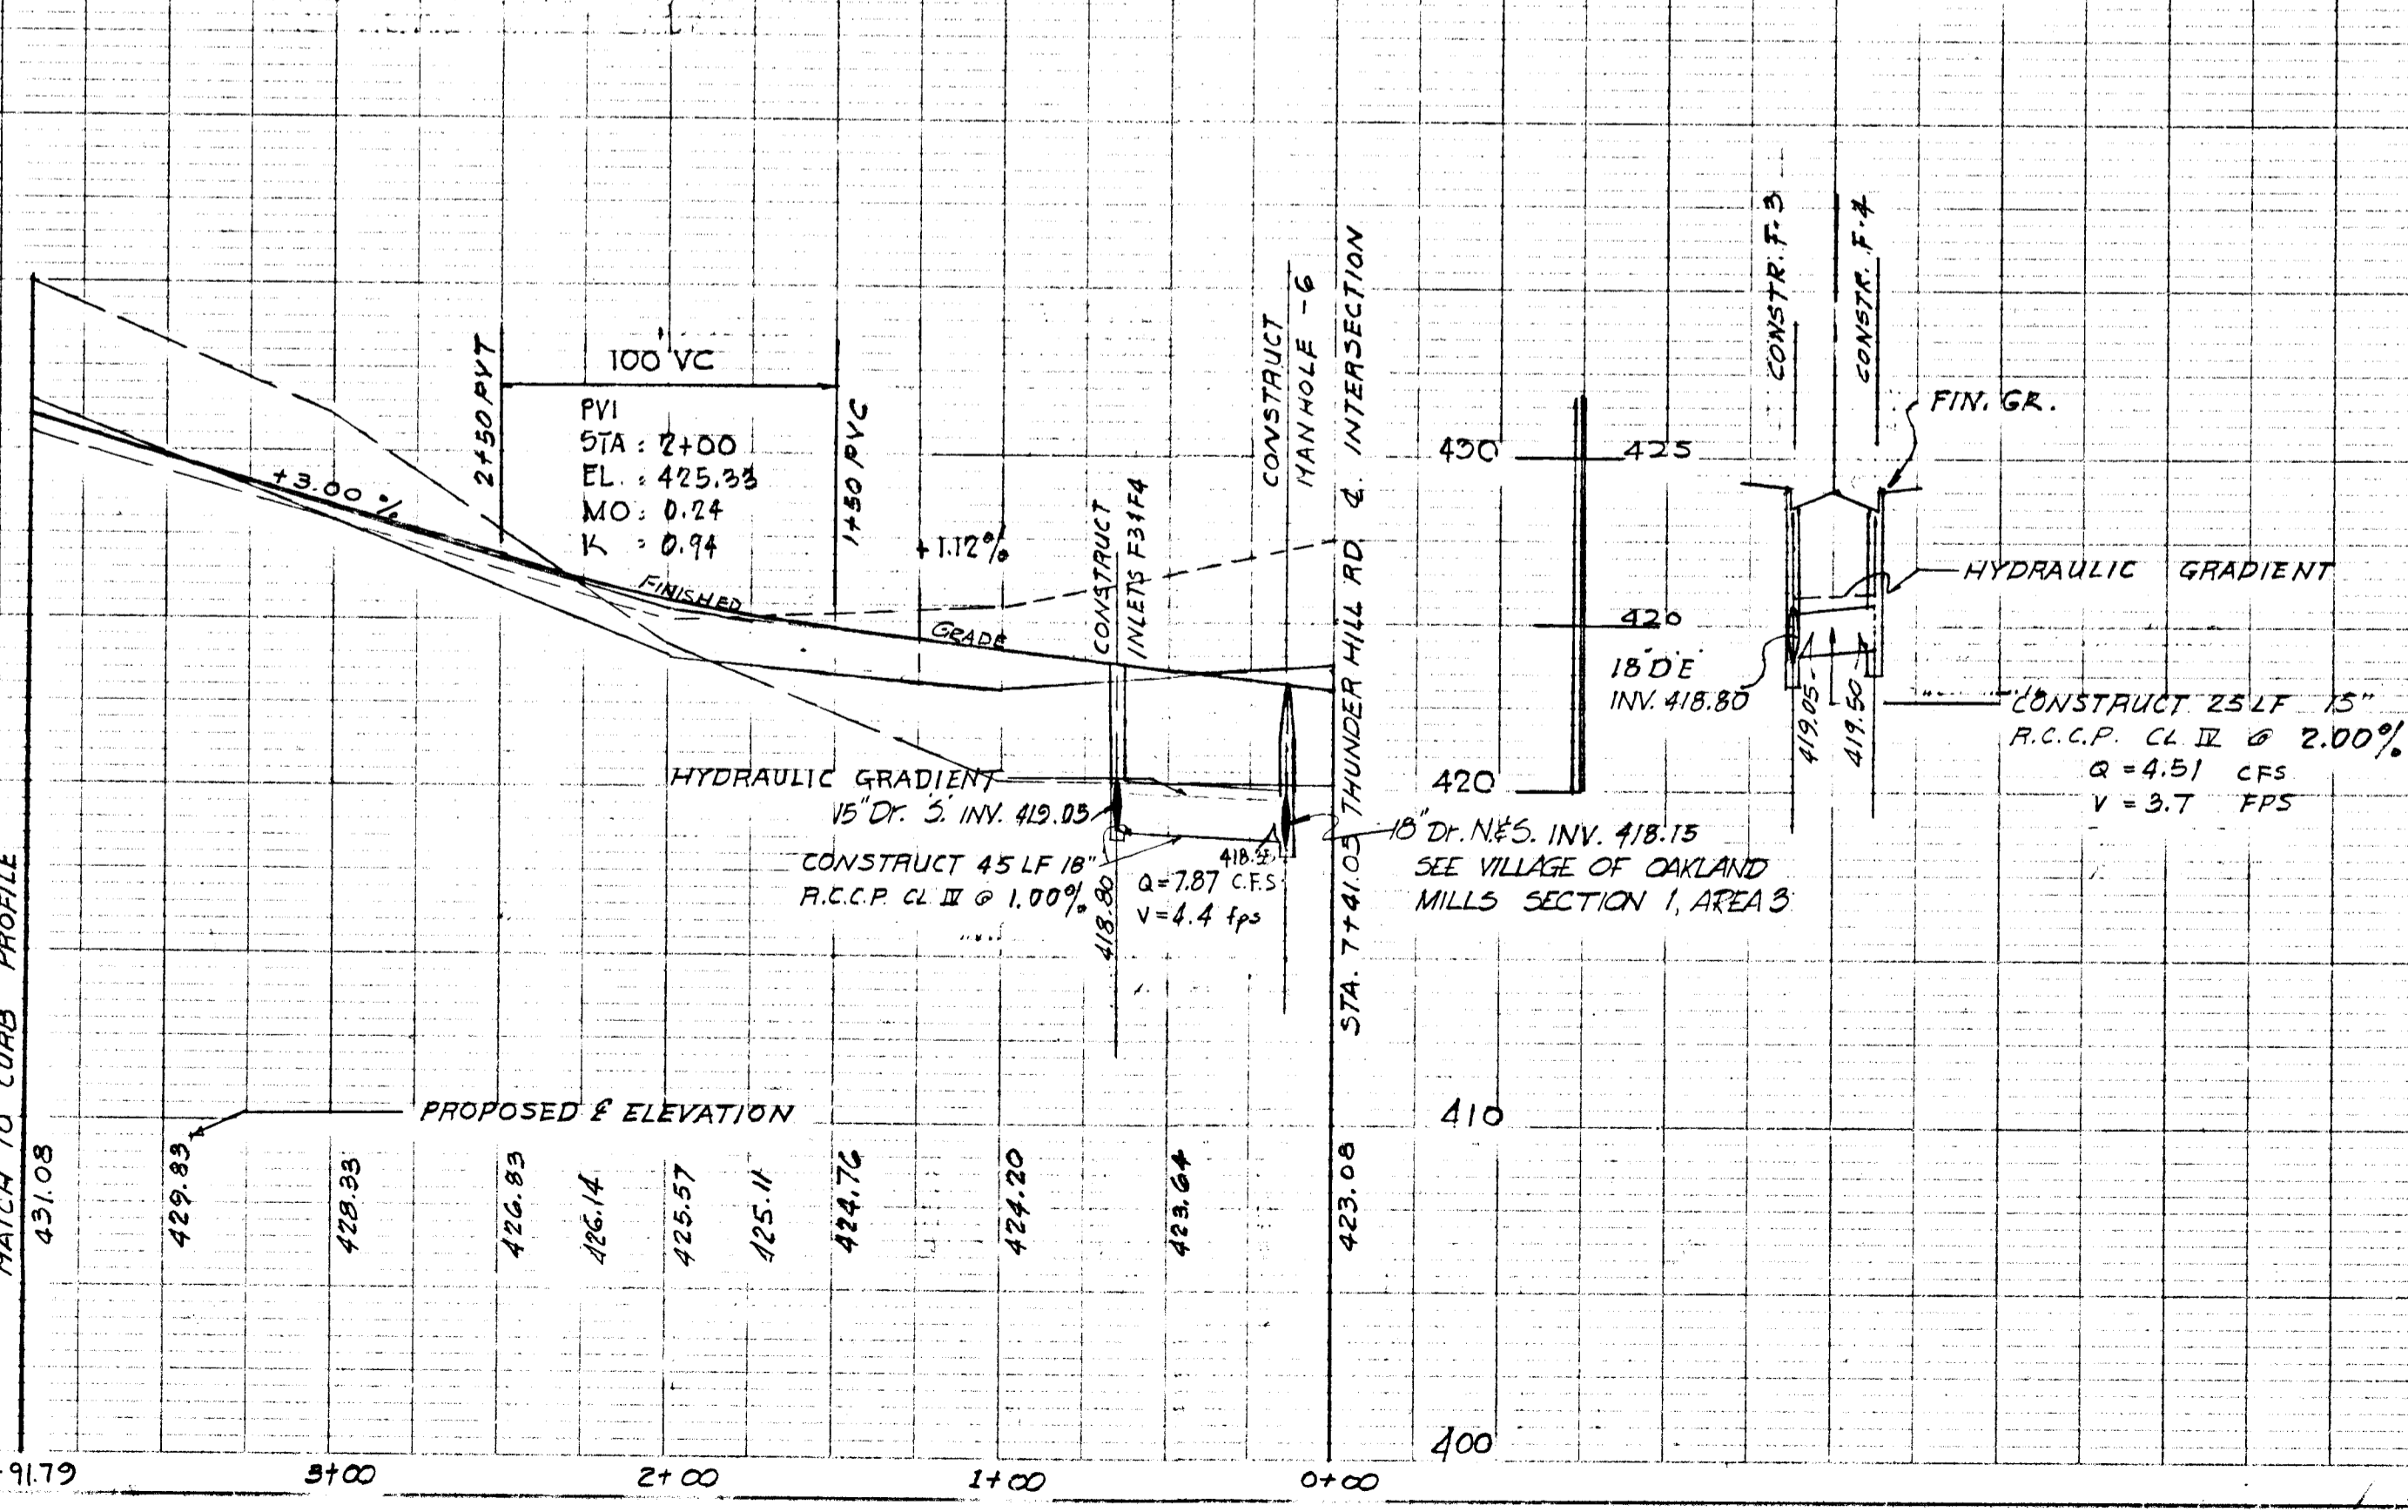 MATCH TO CURB PROFILE
+3.00 %
2+50 PVT
100' VC
PVI
STA : 2+00
EL. : 425.33
MO : 0.24
K : 0.94
1+50 PVC
+1.12%
FINISHED
GRADE
CONSTRUCT
INLETS F3&F4
CONSTRUCT
MANHOLE -6
STA. 7+41.05 THUNDER HILL RD. ⅊. INTERSECTION
HYDRAULIC GRADIENT
15" Dr. S. INV. 419.05
CONSTRUCT 45 LF 18"
R.C.C.P. CL IV @ 1.00%
418.80
Q=7.87 C.F.S.
V=4.4 fps
18" Dr. N&S. INV. 418.15
SEE VILLAGE OF OAKLAND
MILLS SECTION 1, AREA 3
430
425
420
420
410
400
18" D E
INV. 418.80
CONSTR. F-3
CONSTR. F-4
FIN. GR.
HYDRAULIC GRADIENT
419.05
419.50
CONSTRUCT 25 LF 15"
R.C.C.P. CL IV @ 2.00%
Q = 4.51 CFS
V = 3.7 FPS
PROPOSED ⅊ ELEVATION
431.08
429.83
428.33
426.83
426.14
425.57
425.11
424.76
424.20
423.64
423.08
91.79
3+00
2+00
1+00
0+00